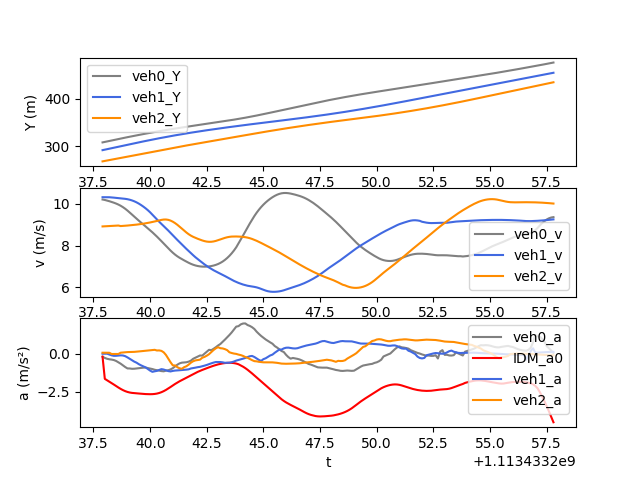 400
300
Y (m)
veh0_Y
veh1_Y
veh2_Y
37.5 40.0 42.5 45.0 47.5 50.0 52.5 55.0 57.5
10
8
6
v (m/s)
veh0_v
veh1_v
veh2_v
37.5 40.0 42.5 45.0 47.5 50.0 52.5 55.0 57.5
0.0
−2.5
a (m/s²)
veh0_a
IDM_a0
veh1_a
veh2_a
37.5 40.0 42.5 45.0 47.5 50.0 52.5 55.0 57.5
t
+1.1134332e9